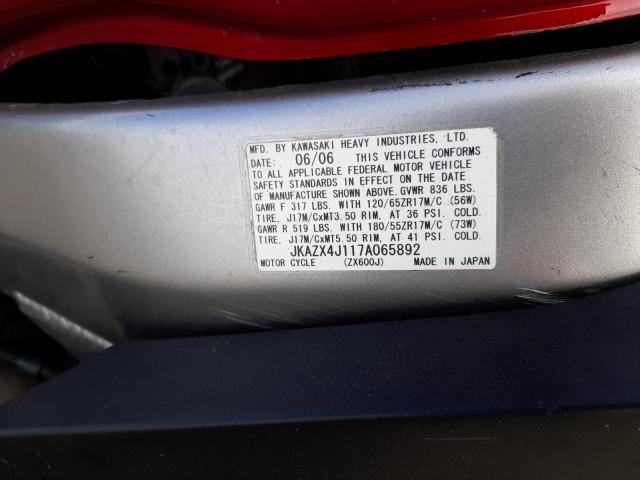 MFD. BY KAWASAKI HEAVY INDUSTRIES, LTD.
DATE: 06/06 THIS VEHICLE CONFORMS
TO ALL APPLICABLE FEDERAL MOTOR VEHICLE
SAFETY STANDARDS IN EFFECT ON THE DATE
OF MANUFACTURE SHOWN ABOVE. GVWR 836 LBS.
GAWR F 317 LBS. WITH 120/65ZR17M/C (56W)
TIRE, J17M/CxMT3.50 RIM, AT 36 PSI. COLD.
GAWR R 519 LBS. WITH 180/55ZR17M/C (73W)
TIRE, J17M/CxMT5.50 RIM, AT 41 PSI. COLD.
JKAZX4J117A065892
MOTOR CYCLE (ZX600J) MADE IN JAPAN